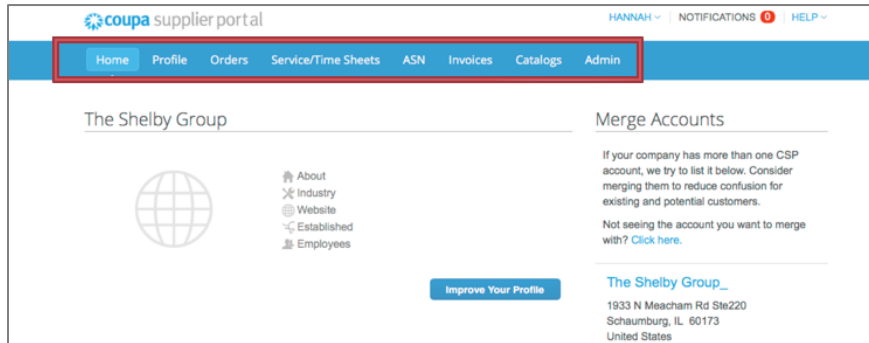 coupa supplier portal
HANNAH NOTIFICATIONS 0 HELP
Home Profile Orders Service/Time Sheets ASN Invoices Catalogs Admin
The Shelby Group
About
Industry
Website
Established
Employees
Improve Your Profile
Merge Accounts
If your company has more than one CSP
account, we try to list it below. Consider
merging them to reduce confusion for
existing and potential customers.
Not seeing the account you want to merge
with? Click here.
The Shelby Group_
1933 N Meacham Rd Ste220
Schaumburg, IL 60173
United States